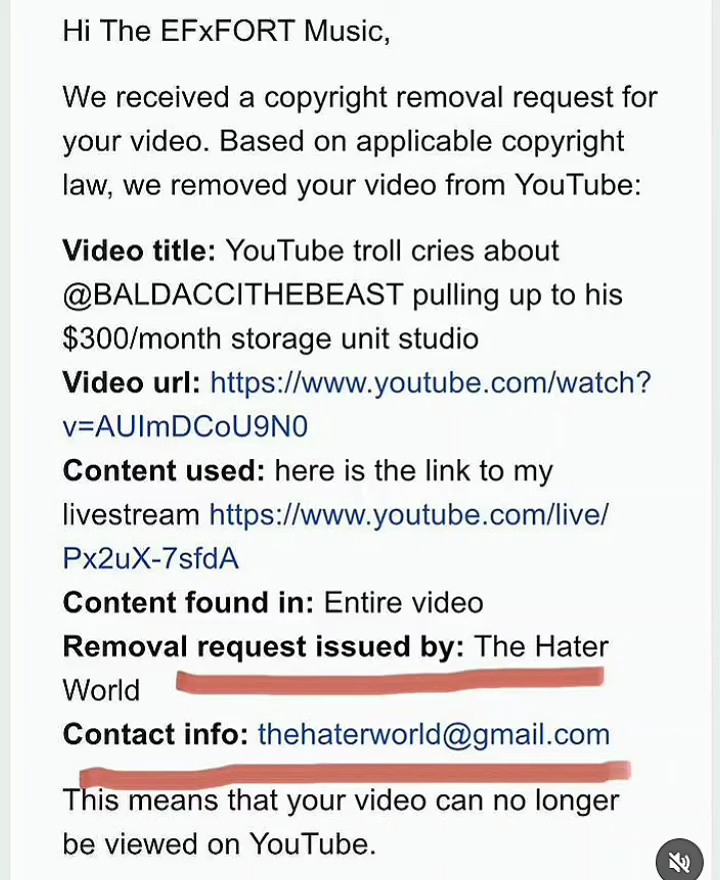 Hi The EFxFORT Music,
We received a copyright removal request for
your video. Based on applicable copyright
law, we removed your video from YouTube:
Video title: YouTube troll cries about
@BALDACCITHEBEAST pulling up to his
$300/month storage unit studio
Video url: https://www.youtube.com/watch?
v=AUImDCoU9N0
Content used: here is the link to my
livestream https://www.youtube.com/live/
Px2uX-7sfdA
Content found in: Entire video
Removal request issued by: The Hater
World
Contact info: thehaterworld@gmail.com
This means that your video can no longer
be viewed on YouTube.